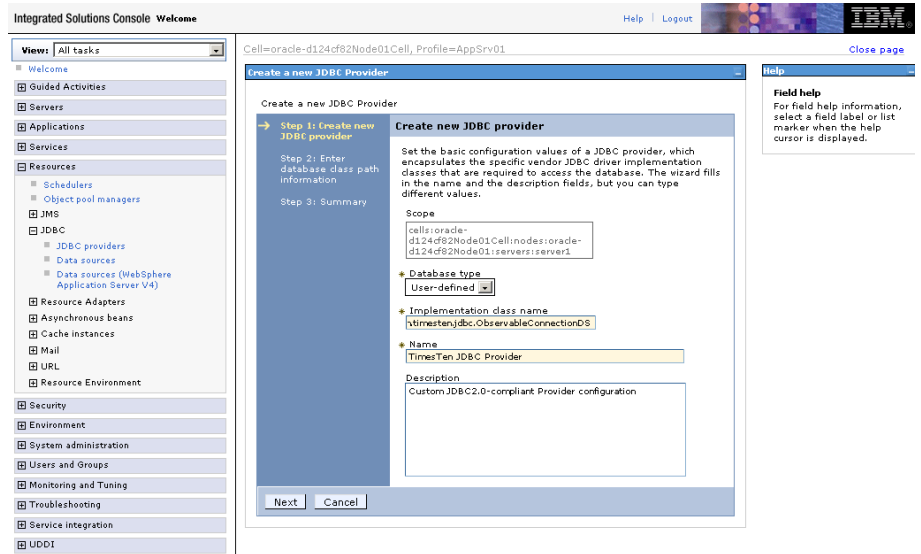 Integrated Solutions Console Welcome
Help | Logout
IBM.
View: All tasks
Welcome
Guided Activities
Servers
Applications
Services
Resources
Schedulers
Object pool managers
JMS
JDBC
JDBC providers
Data sources
Data sources (WebSphere
Application Server V4)
Resource Adapters
Asynchronous beans
Cache instances
Mail
URL
Resource Environment
Security
Environment
System administration
Users and Groups
Monitoring and Tuning
Troubleshooting
Service integration
UDDI
Cell=oracle-d124cf82Node01Cell, Profile=AppSrv01
Close page
Create a new JDBC Provider
Create a new JDBC Provider
Step 1: Create new
JDBC provider
Step 2: Enter
database class path
information
Step 3: Summary
Create new JDBC provider
Set the basic configuration values of a JDBC provider, which
encapsulates the specific vendor JDBC driver implementation
classes that are required to access the database. The wizard fills
in the name and the description fields, but you can type
different values.
Scope
cells:oracle-
d124cf82Node01Cell:nodes:oracle-
d124cf82Node01:servers:server1
* Database type
User-defined
* Implementation class name
timesten.jdbc.ObservableConnectionDS
* Name
TimesTen JDBC Provider
Description
Custom JDBC2.0-compliant Provider configuration
Next
Cancel
Help
Field help
For field help information,
select a field label or list
marker when the help
cursor is displayed.